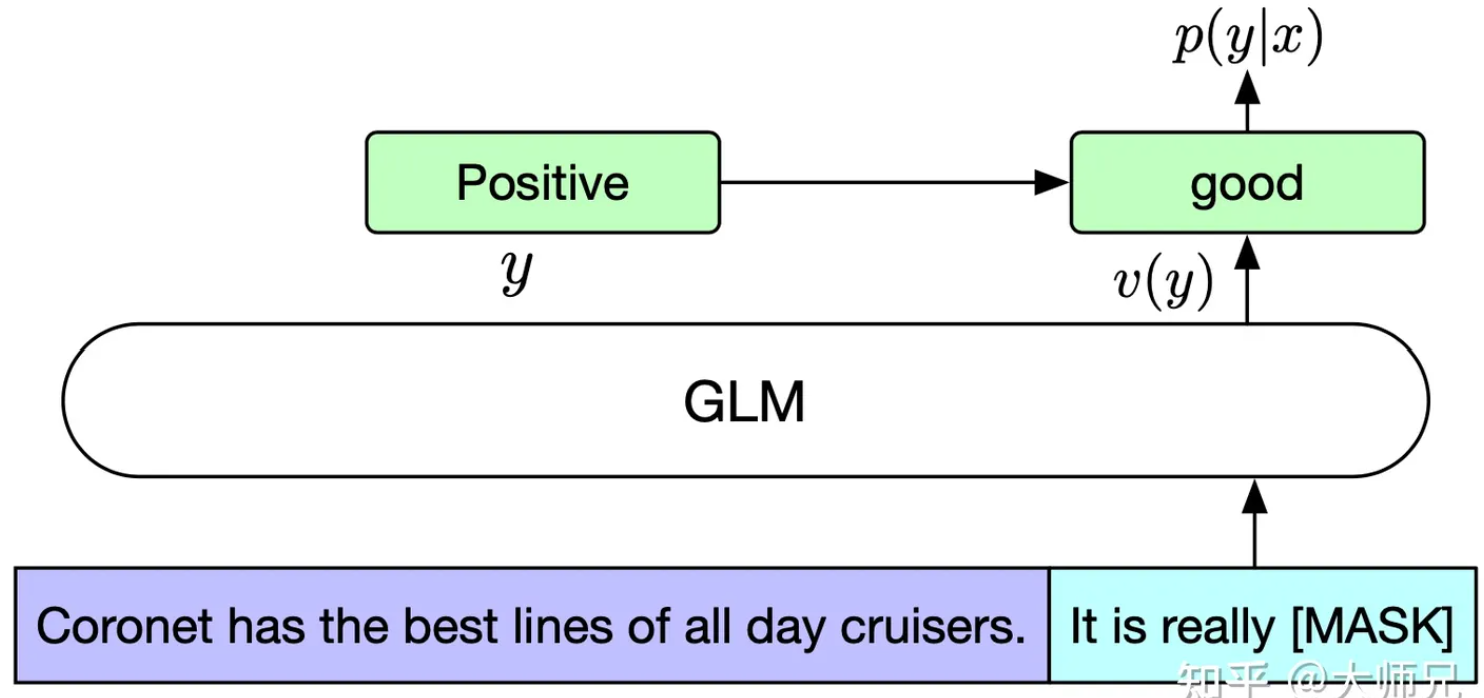 p(y|x)
Positive
good
y
v(y)
GLM
Coronet has the best lines of all day cruisers.
It is really [MASK]
知乎 @大师兄